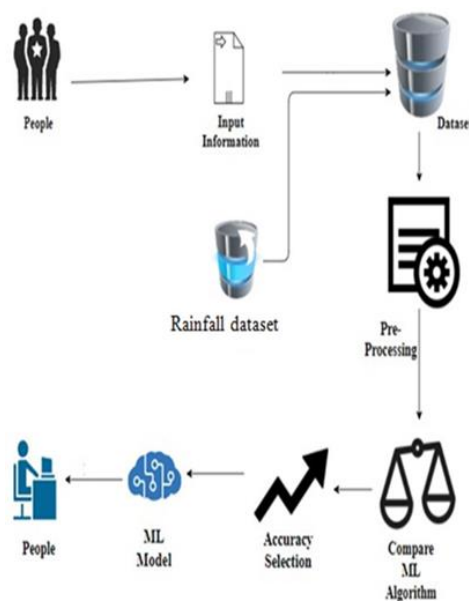 People
Input
Information
Datase
Rainfall dataset
Pre-
Processing
People
ML
Model
Accuracy
Selection
Compare
ML
Algorithm